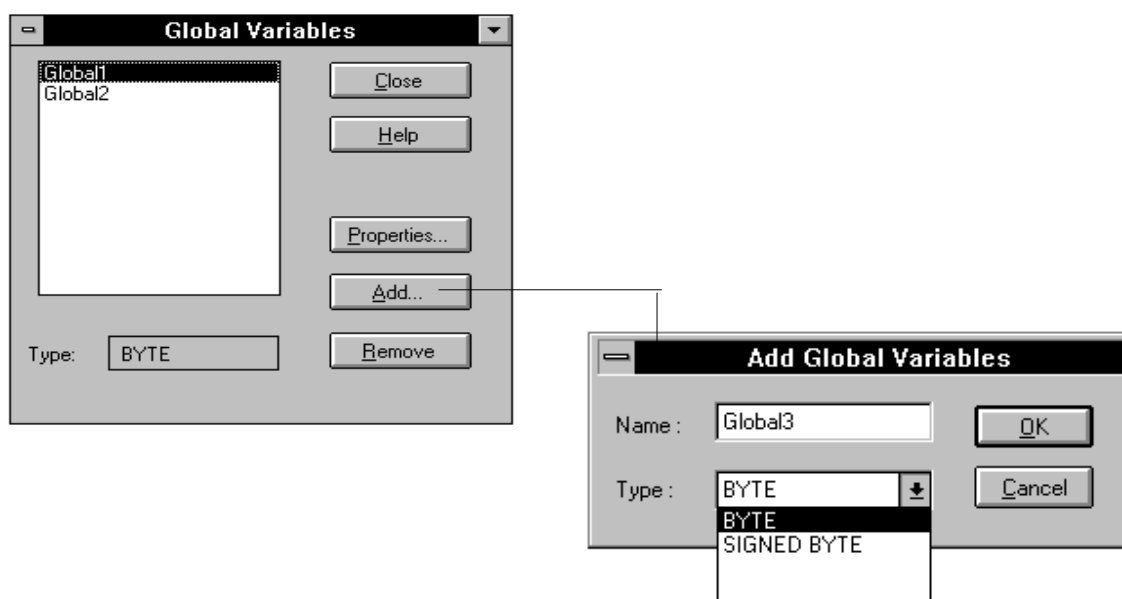 Global Variables
Global1
Global2
Close
Help
Properties...
Add...
Remove
Type:
BYTE
Add Global Variables
Name :
Global3
OK
Type :
BYTE
Cancel
BYTE
SIGNED BYTE